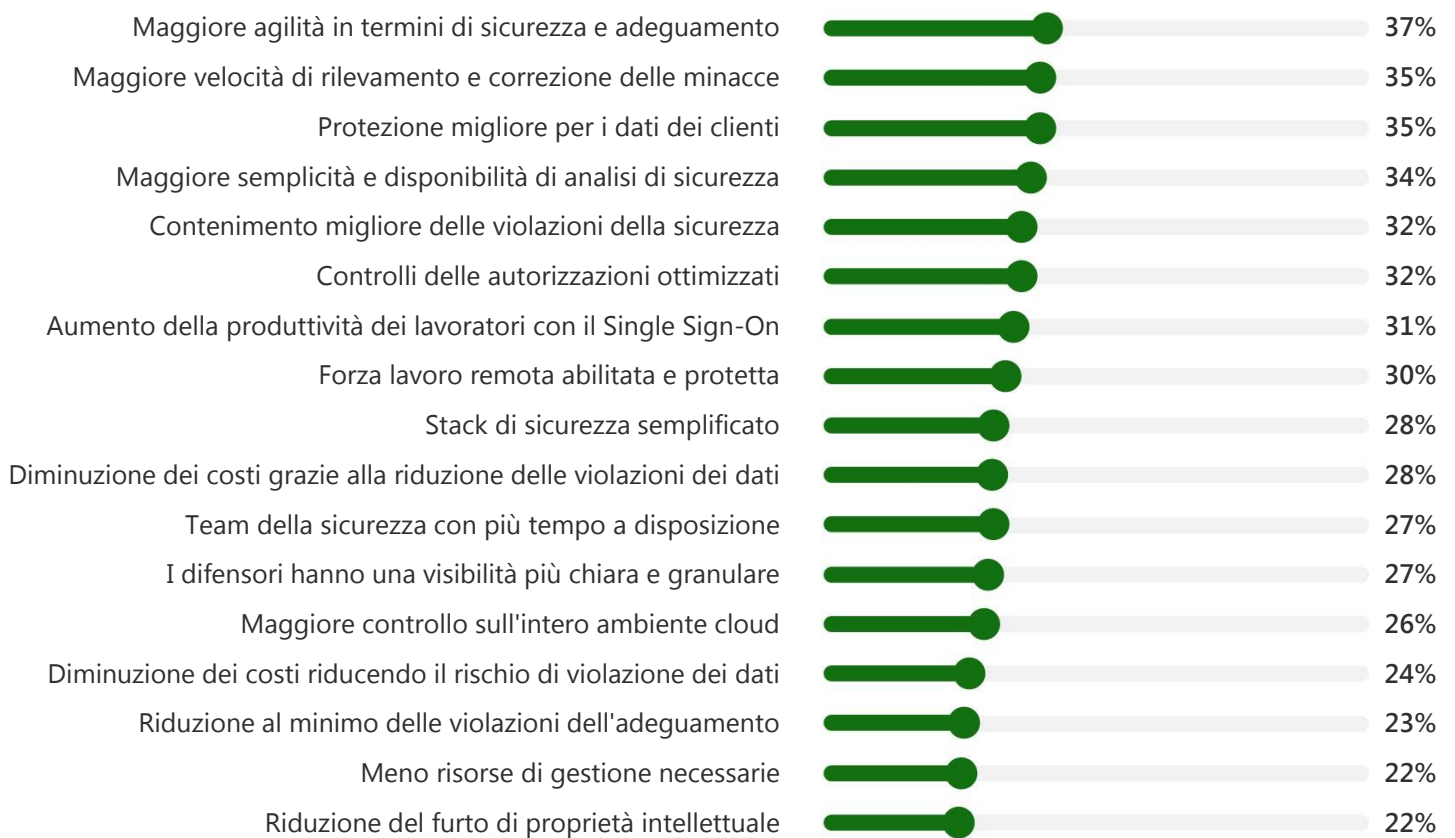 Maggiore agilità in termini di sicurezza e adeguamento 37%
Maggiore velocità di rilevamento e correzione delle minacce 35%
Protezione migliore per i dati dei clienti 35%
Maggiore semplicità e disponibilità di analisi di sicurezza 34%
Contenimento migliore delle violazioni della sicurezza 32%
Controlli delle autorizzazioni ottimizzati 32%
Aumento della produttività dei lavoratori con il Single Sign-On 31%
Forza lavoro remota abilitata e protetta 30%
Stack di sicurezza semplificato 28%
Diminuzione dei costi grazie alla riduzione delle violazioni dei dati 28%
Team della sicurezza con più tempo a disposizione 27%
I difensori hanno una visibilità più chiara e granulare 27%
Maggiore controllo sull'intero ambiente cloud 26%
Diminuzione dei costi riducendo il rischio di violazione dei dati 24%
Riduzione al minimo delle violazioni dell'adeguamento 23%
Meno risorse di gestione necessarie 22%
Riduzione del furto di proprietà intellettuale 22%